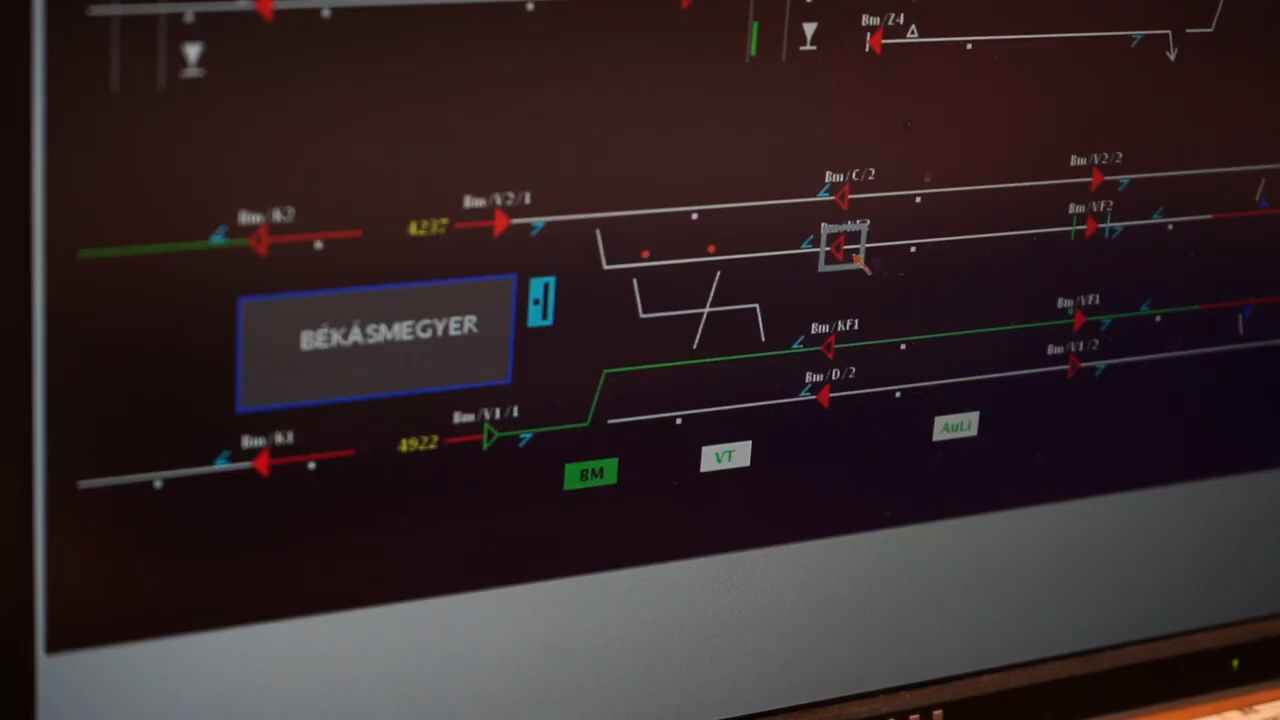 Bm/Z4
Bm/C/2
Bm/V2/2
Bm/K2
4237
Bm/V2/1
Bm/VF2
BÉKÁSMEGYER
Bm/KF1
Bm/VF1
Bm/D/2
Bm/V1/2
Bm/K1
4922
Bm/V1/1
BM
VT
AuLi